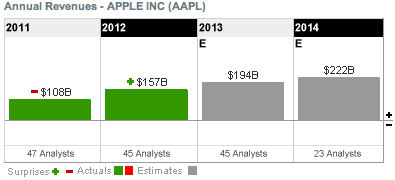 Annual Revenues - APPLE INC (AAPL)
2011 2012 2013 2014
E E
$108B $157B $194B $222B
47 Analysts 45 Analysts 45 Analysts 23 Analysts
Surprises + - Actuals Estimates